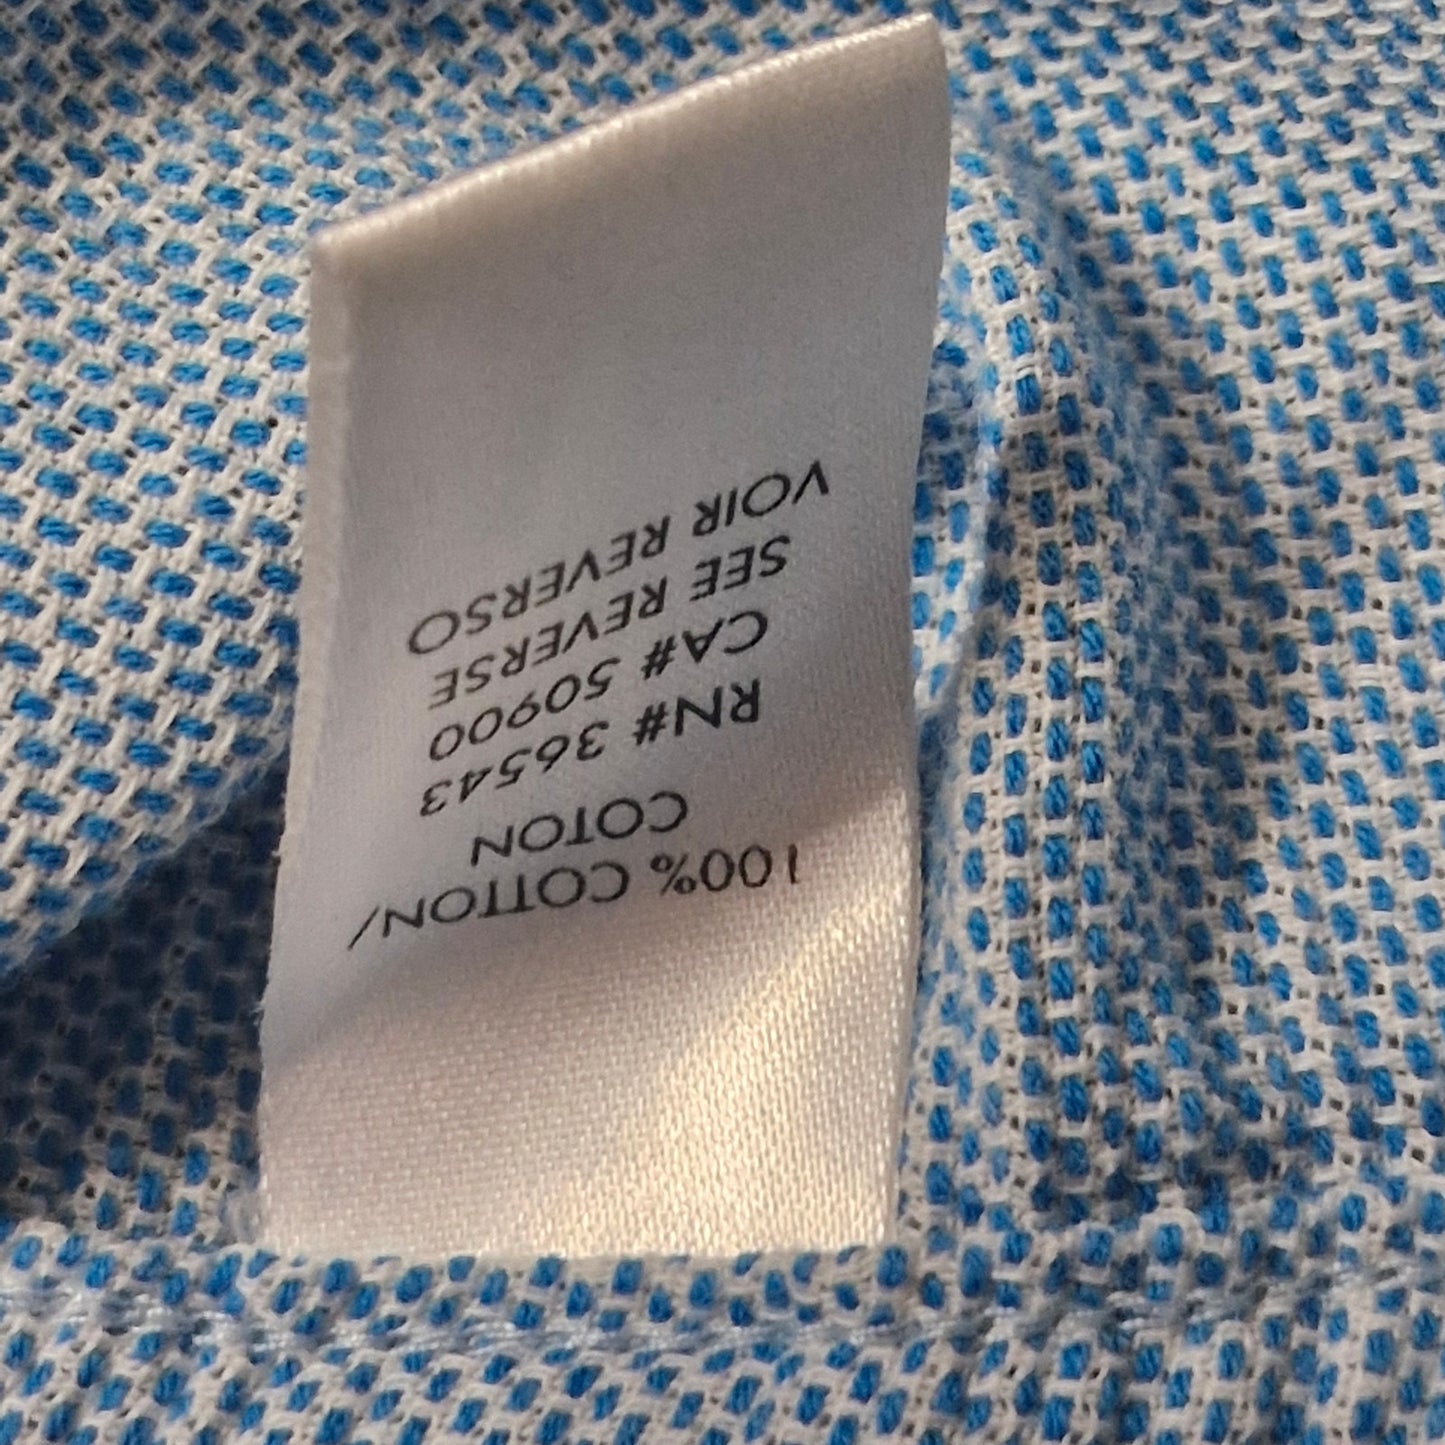 100% COTTON/
COTON
RN# 36543
CA# 50900
SEE REVERSE
VOIR REVERSO